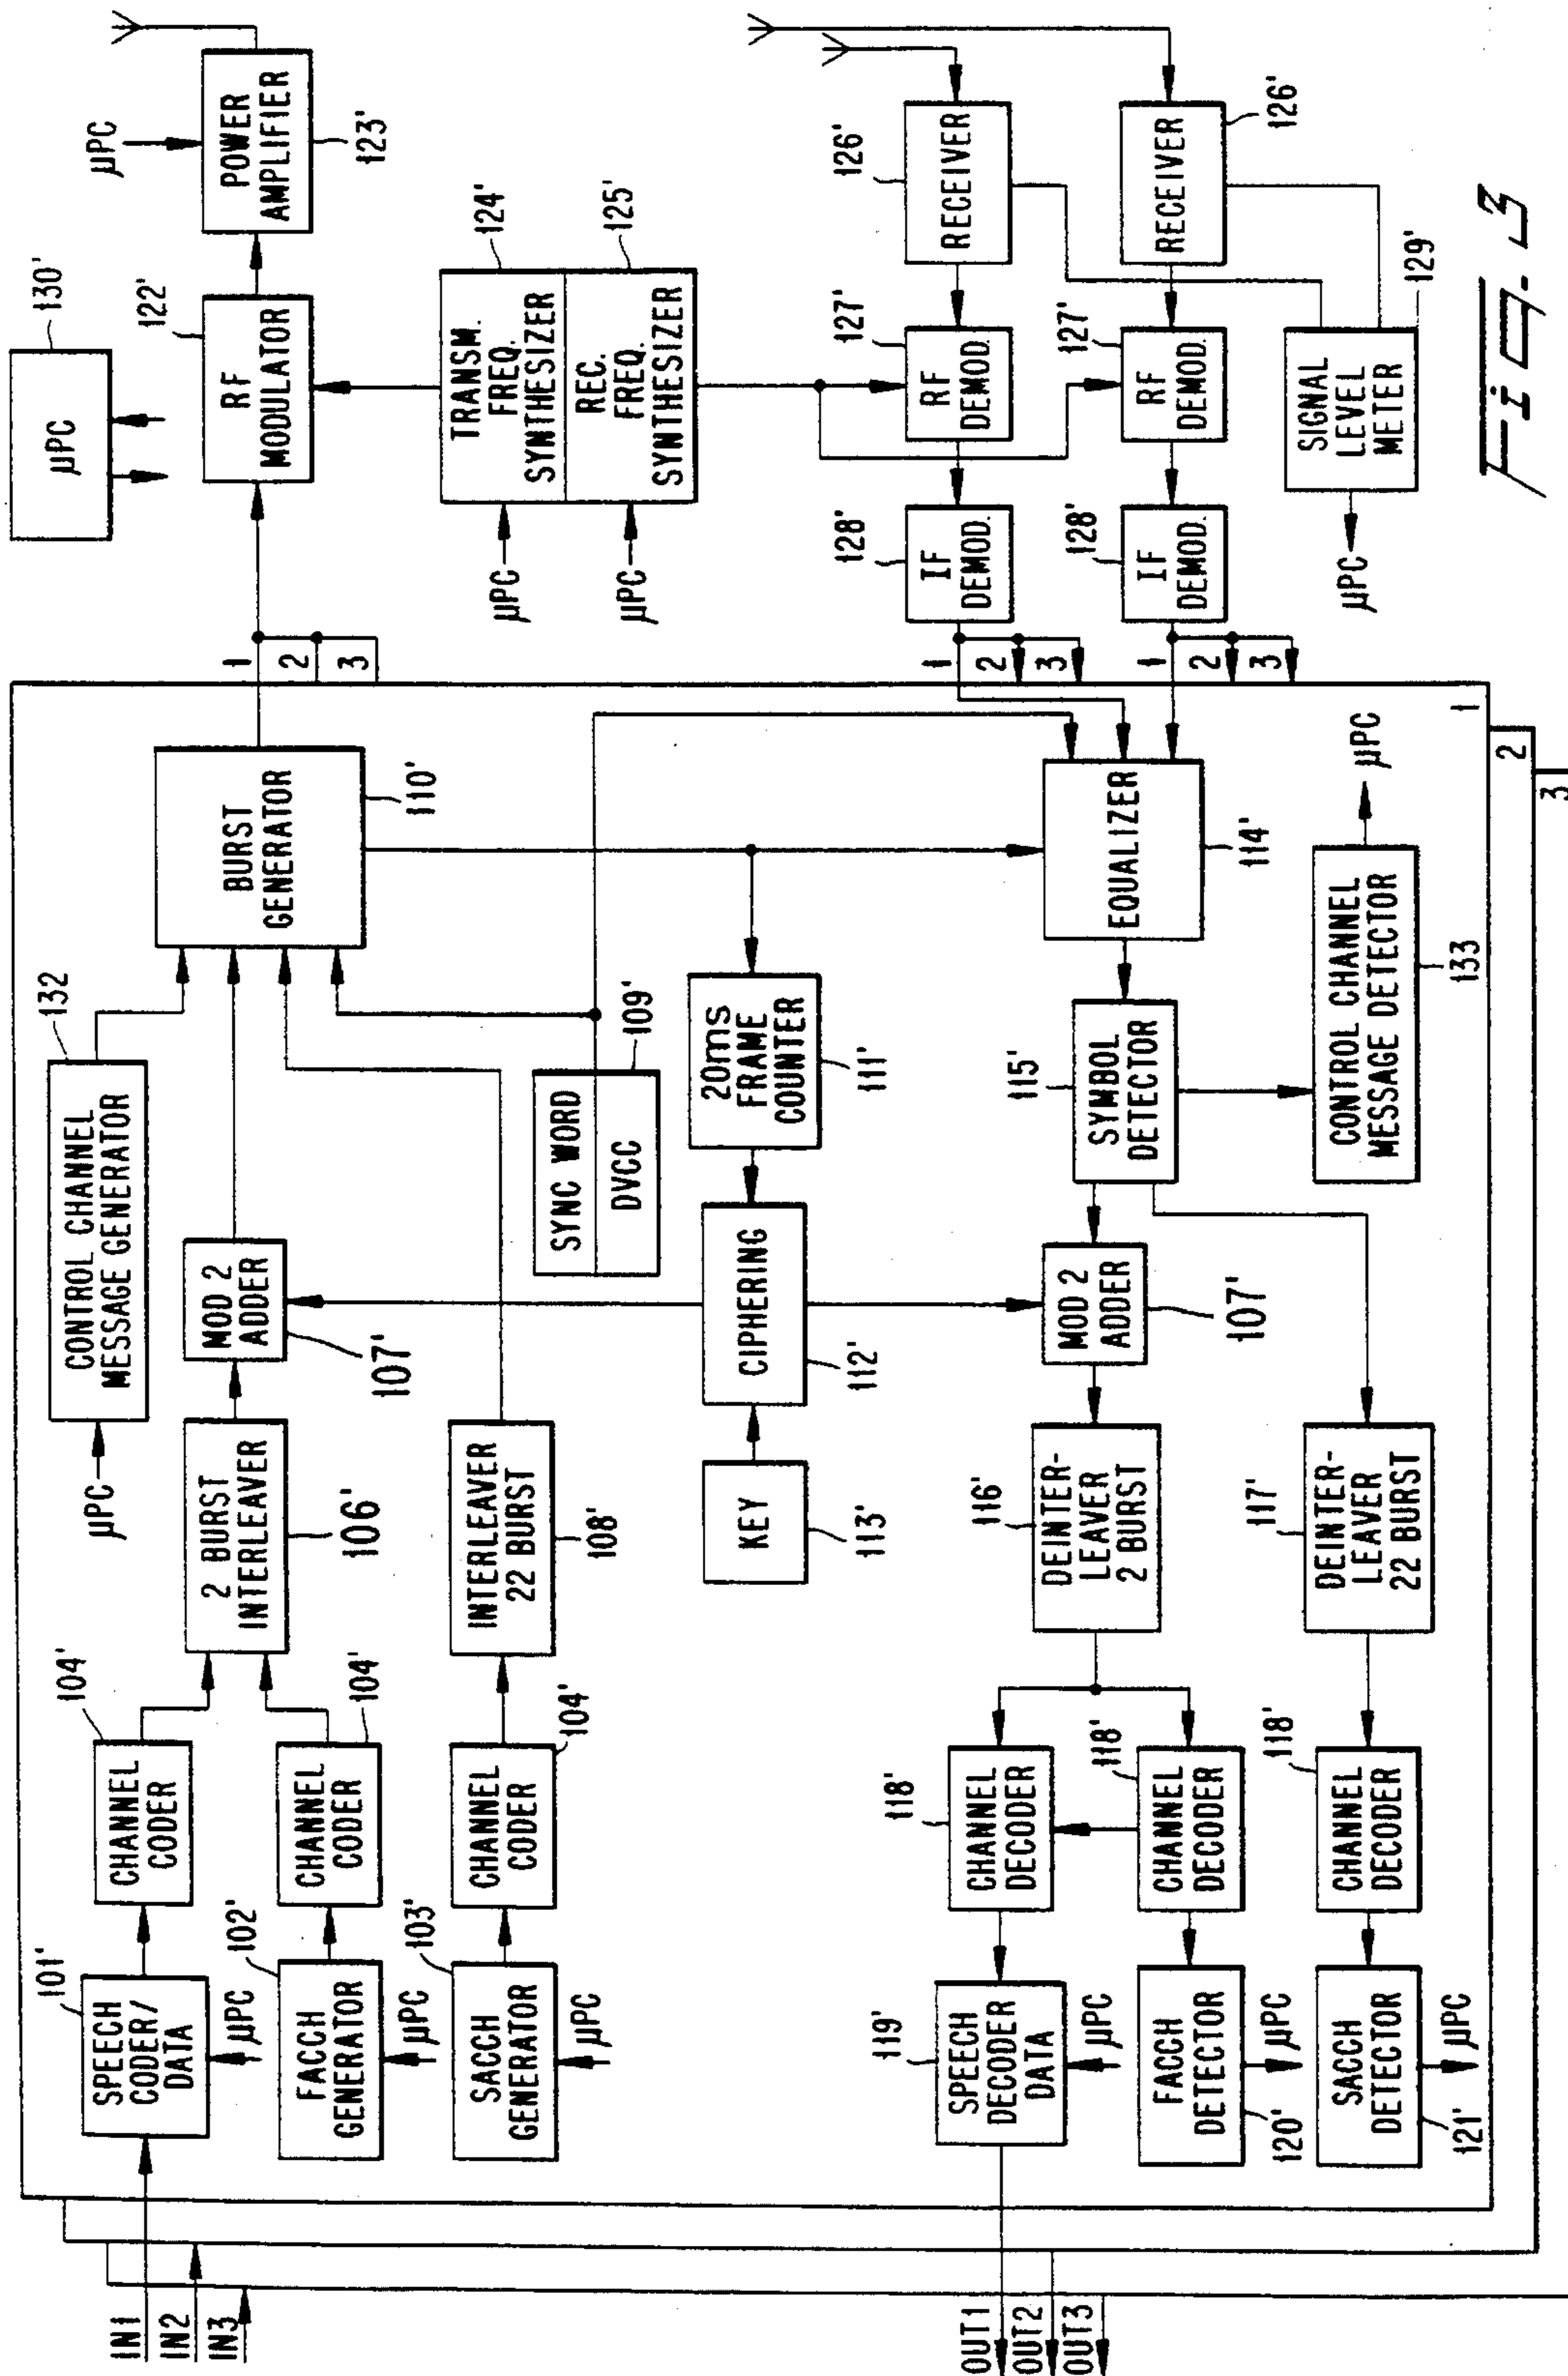 130'
µPC
122'
RF
MODULATOR
µPC
POWER
AMPLIFIER
123'
TRANSM.
FREQ.
SYNTHESIZER
124'
REC.
FREQ.
SYNTHESIZER
125'
µPC
µPC
126'
RECEIVER
126'
RECEIVER
127'
RF
DEMOD.
127'
RF
DEMOD.
128'
IF
DEMOD.
128'
IF
DEMOD.
SIGNAL
LEVEL
METER
129'
µPC
1
2
3
1
2
3
1
2
3
132
CONTROL CHANNEL
MESSAGE GENERATOR
µPC
BURST
GENERATOR
110'
MOD 2
ADDER
107'
2 BURST
INTERLEAVER
106'
104'
CHANNEL
CODER
CHANNEL
CODER
104'
CHANNEL
CODER
104'
INTERLEAVER
22 BURST
108'
SYNC WORD
DVCC
109'
20ms
FRAME
COUNTER
111'
CIPHERING
112'
KEY
113'
101'
SPEECH
CODER/
DATA
µPC
102'
FACCH
GENERATOR
µPC
103'
SACCH
GENERATOR
µPC
EQUALIZER
114'
115'
SYMBOL
DETECTOR
CONTROL CHANNEL
MESSAGE DETECTOR
133
µPC
MOD 2
ADDER
107'
116'
DEINTER-
LEAVER
2 BURST
117'
DEINTER-
LEAVER
22 BURST
118'
CHANNEL
DECODER
118'
CHANNEL
DECODER
118'
CHANNEL
DECODER
119'
SPEECH
DECODER
DATA
µPC
FACCH
DETECTOR
120'
µPC
SACCH
DETECTOR
121'
µPC
1
2
3
IN1
IN2
IN3
OUT1
OUT2
OUT3
Fig. 3